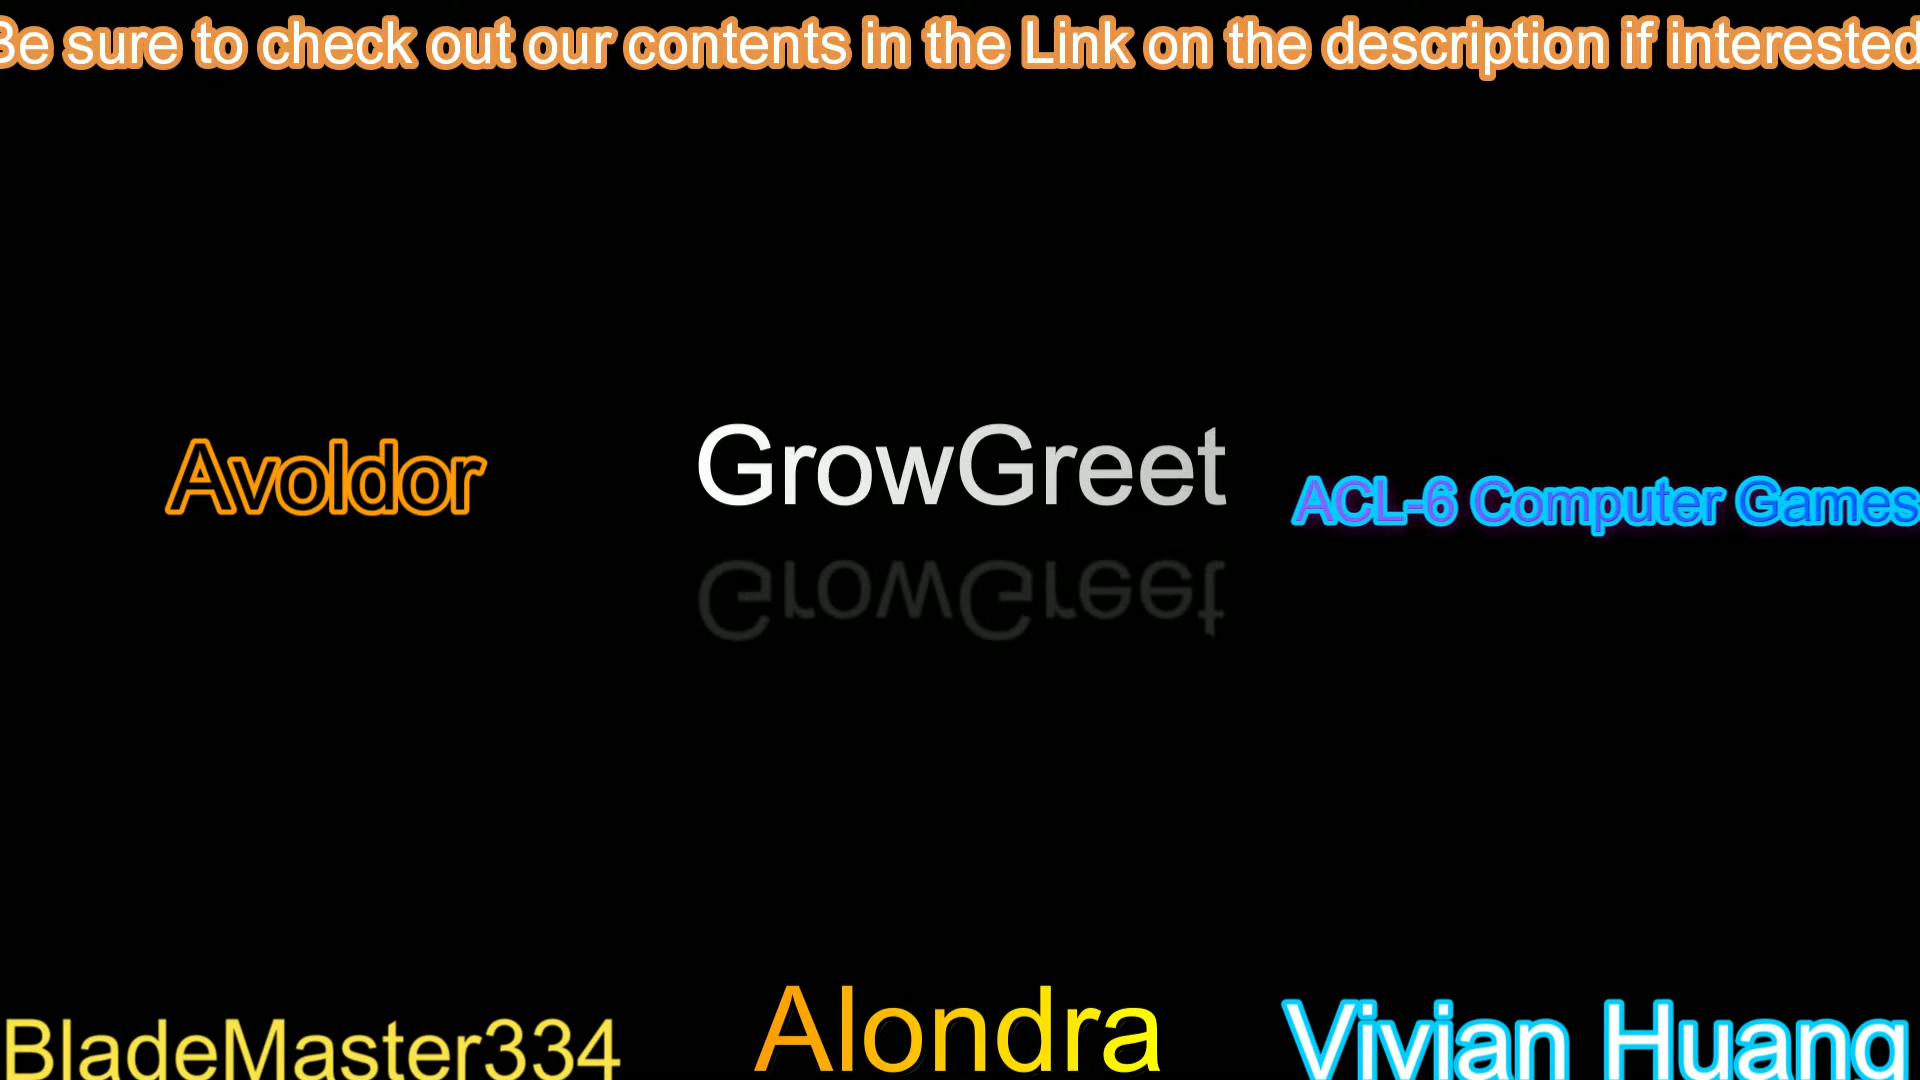 Be sure to check out our contents in the Link on the description if interested
Avoldor
GrowGreet
ACL-6 Computer Games
BladeMaster334
Alondra
Vivian Huang